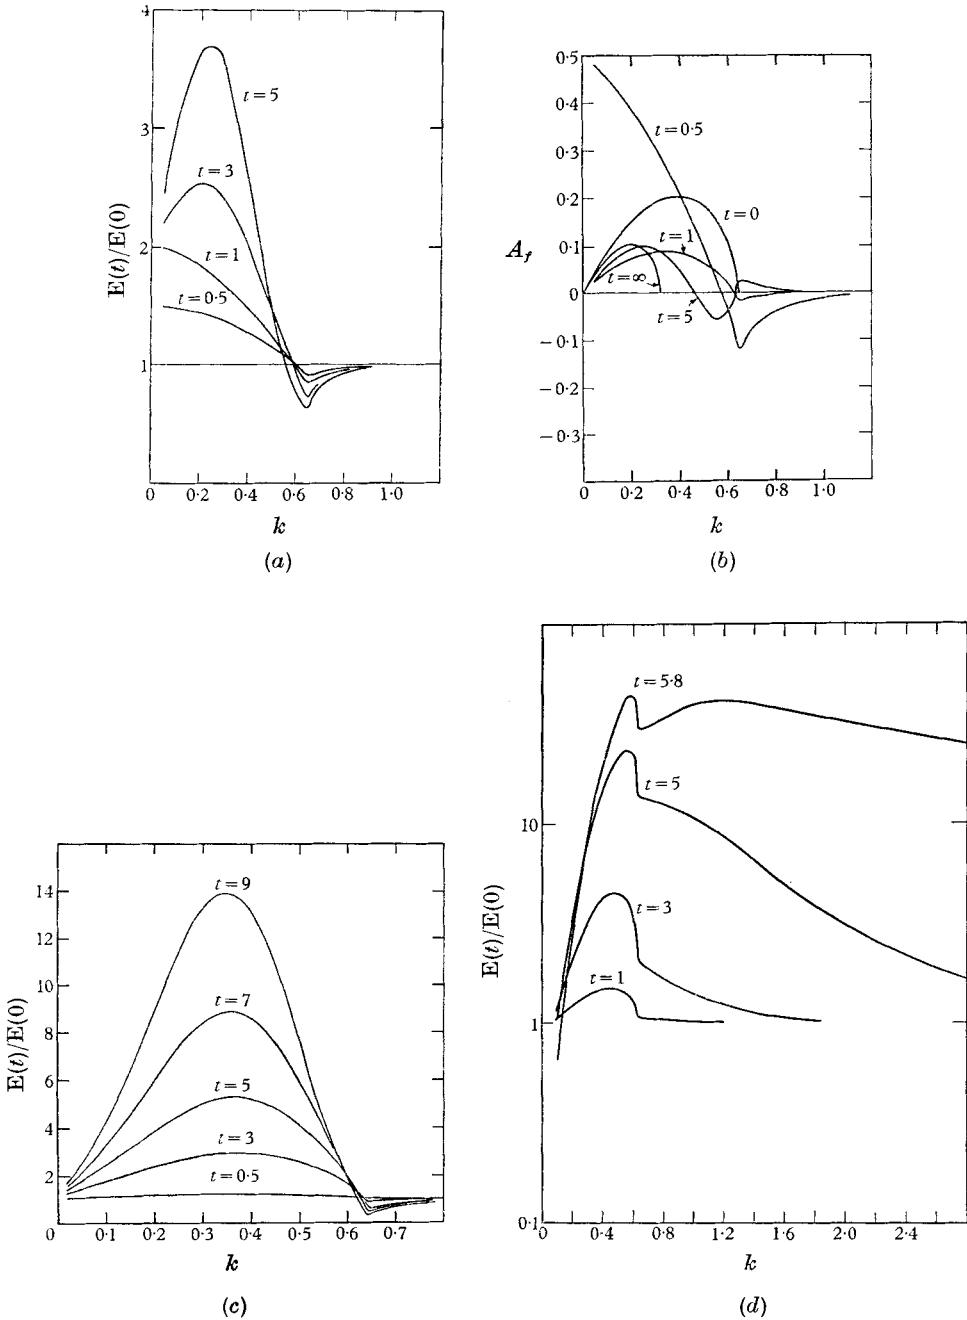 4
3
2
1
E(t)/E(0)
t=5
t=3
t=1
t=0·5
0 0·2 0·4 0·6 0·8 1·0
k
(a)
0·5
0·4
0·3
0·2
0·1
0
−0·1
−0·2
−0·3
A_f
t=0·5
t=0
t=1
t=∞
t=5
0 0·2 0·4 0·6 0·8 1·0
k
(b)
14
12
10
8
6
4
2
0
E(t)/E(0)
t=9
t=7
t=5
t=3
t=0·5
0·1 0·2 0·3 0·4 0·5 0·6 0·7
k
(c)
10
1
0·1
E(t)/E(0)
t=5·8
t=5
t=3
t=1
0 0·4 0·8 1·2 1·6 2·0 2·4
k
(d)